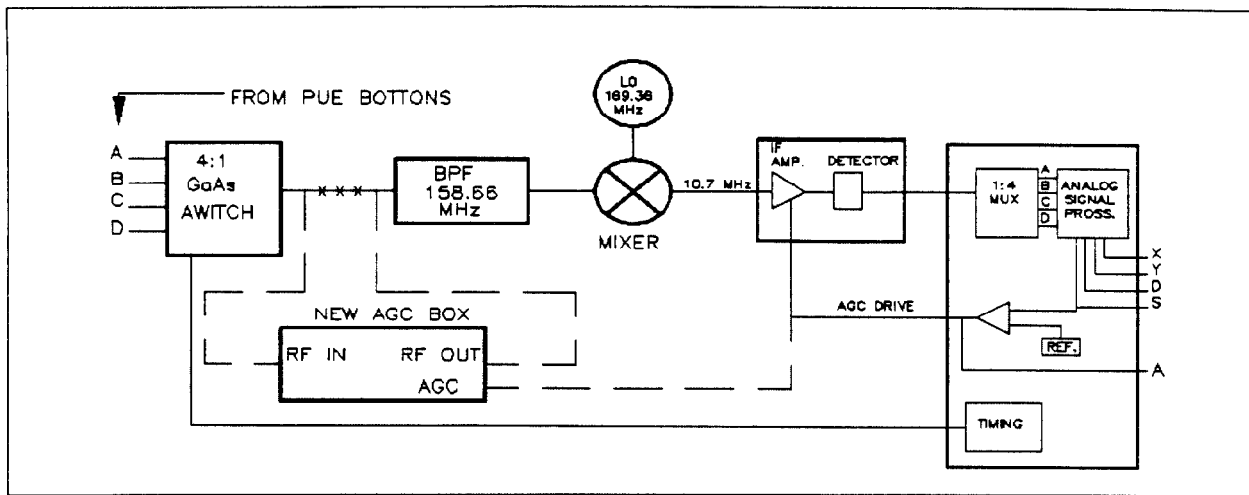 FROM PUE BOTTONS
A
B
C
D
4:1
GaAs
AWITCH
BPF
158.66
MHz
LO
169.36
MHz
MIXER
10.7 MHz
IF
AMP.
DETECTOR
1:4
MUX
A
B
C
D
ANALOG
SIGNAL
PROSS.
X
Y
D
S
AGC DRIVE
REF.
A
TIMING
NEW AGC BOX
RF IN
RF OUT
AGC